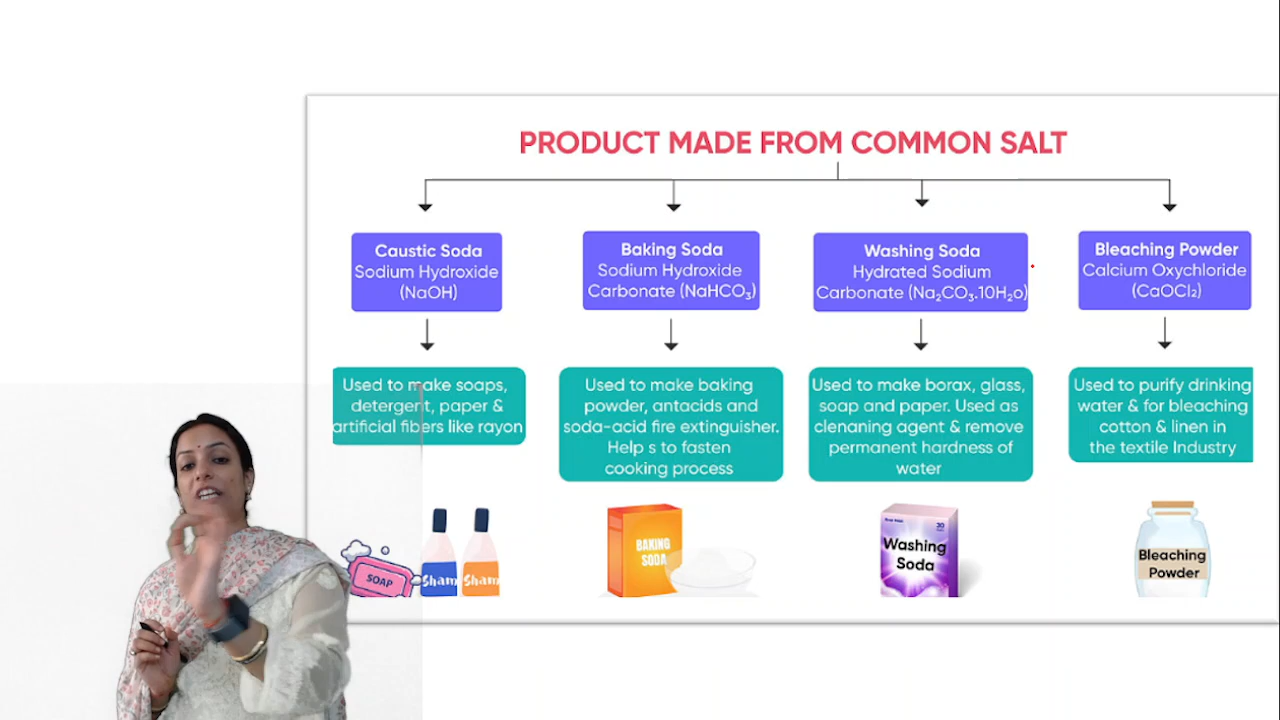 PRODUCT MADE FROM COMMON SALT
Caustic Soda
Sodium Hydroxide
(NaOH)
Baking Soda
Sodium Hydroxide
Carbonate (NaHCO₃)
Washing Soda
Hydrated Sodium
Carbonate (Na₂CO₃.10H₂o)
Bleaching Powder
Calcium Oxychloride
(CaOCl₂)
Used to make soaps,
detergent, paper &
artificial fibers like rayon
Used to make baking
powder, antacids and
soda-acid fire extinguisher.
Help s to fasten
cooking process
Used to make borax, glass,
soap and paper. Used as
clenaning agent & remove
permanent hardness of
water
Used to purify drinking
water & for bleaching
cotton & linen in
the textile Industry
SOAP
Sham
Sham
BAKING
SODA
30
Washing
Soda
Bleaching
Powder